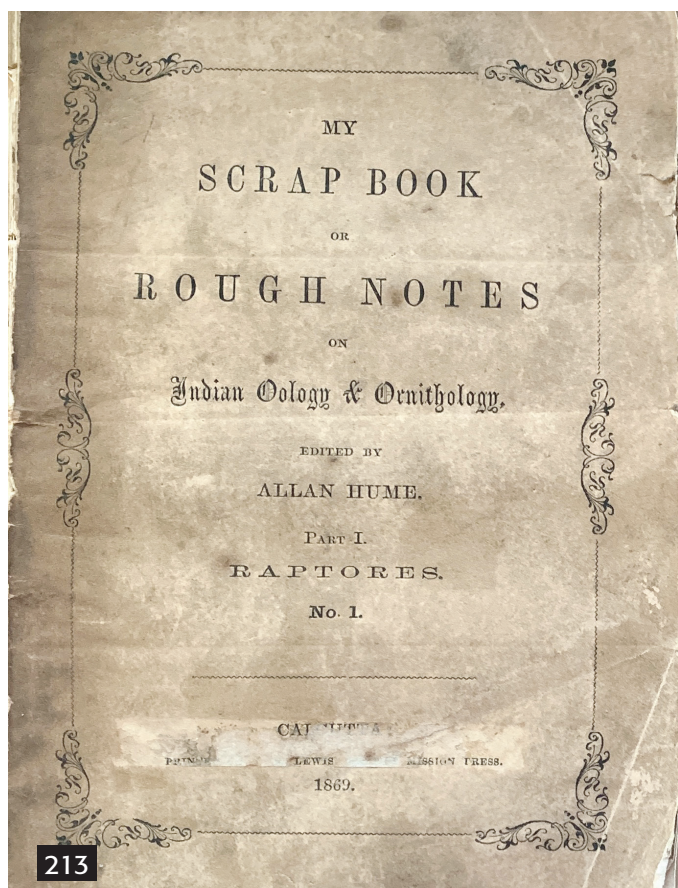 MY
SCRAP BOOK
OR
ROUGH NOTES
ON
Indian Oology & Ornithology,
EDITED BY
ALLAN HUME.
PART I.
RAPTORES.
No. 1.
LEWIS PRESS.
1869.
213